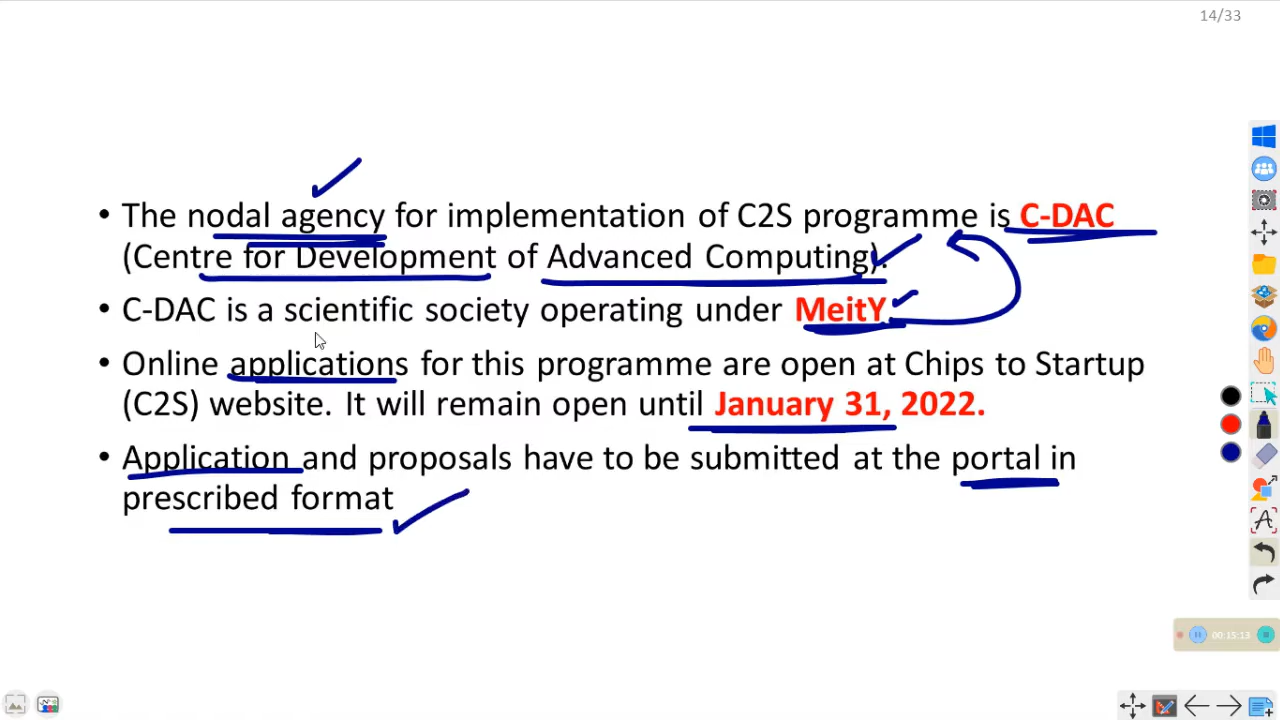 14/33
• The nodal agency for implementation of C2S programme is C-DAC
(Centre for Development of Advanced Computing).
• C-DAC is a scientific society operating under MeitY.
• Online applications for this programme are open at Chips to Startup
(C2S) website. It will remain open until January 31, 2022.
• Application and proposals have to be submitted at the portal in
prescribed format
00:15:13